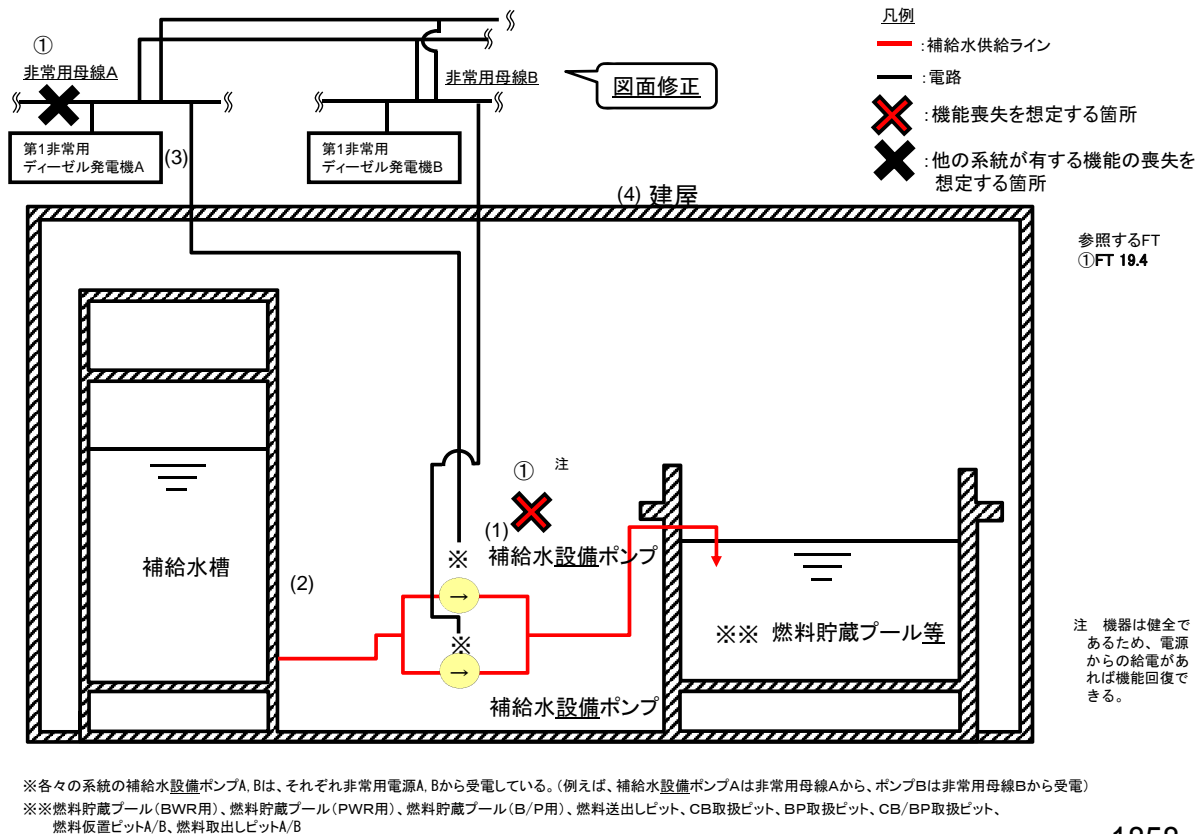 ①
非常用母線A
非常用母線B
図面修正
第1非常用
ディーゼル発電機A
(3)
第1非常用
ディーゼル発電機B
凡例
:補給水供給ライン
:電路
:機能喪失を想定する箇所
:他の系統が有する機能の喪失を
想定する箇所
(4) 建屋
参照するFT
①FT 19.4
① 注
(1)
※ 補給水設備ポンプ
補給水槽
(2)
→
※
→
補給水設備ポンプ
※※ 燃料貯蔵プール等
注 機器は健全で
あるため、電源
からの給電があ
れば機能回復で
きる。
※各々の系統の補給水設備ポンプA, Bは、それぞれ非常用電源A, Bから受電している。(例えば、補給水設備ポンプAは非常用母線Aから、ポンプBは非常用母線Bから受電)
※※燃料貯蔵プール(BWR用)、燃料貯蔵プール(PWR用)、燃料貯蔵プール(B/P用)、燃料送出しピット、CB取扱ピット、BP取扱ピット、CB/BP取扱ピット、
燃料仮置ピットA/B、燃料取出しピットA/B